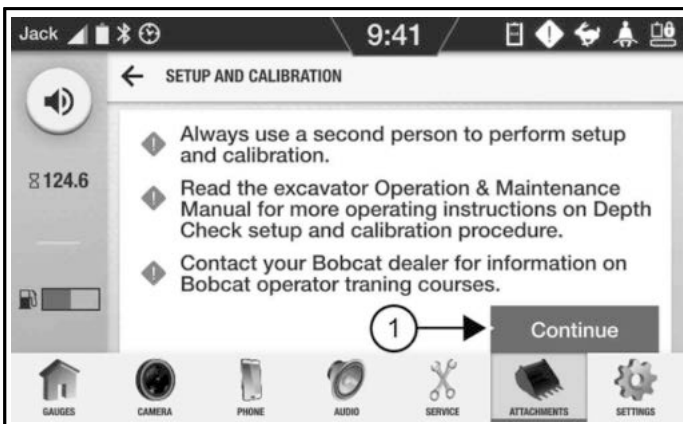 Jack 9:41
SETUP AND CALIBRATION
Always use a second person to perform setup
and calibration.
124.6
Read the excavator Operation & Maintenance
Manual for more operating instructions on Depth
Check setup and calibration procedure.
Contact your Bobcat dealer for information on
Bobcat operator traning courses.
1
Continue
GAUGES CAMERA PHONE AUDIO SERVICE ATTACHMENTS SETTINGS